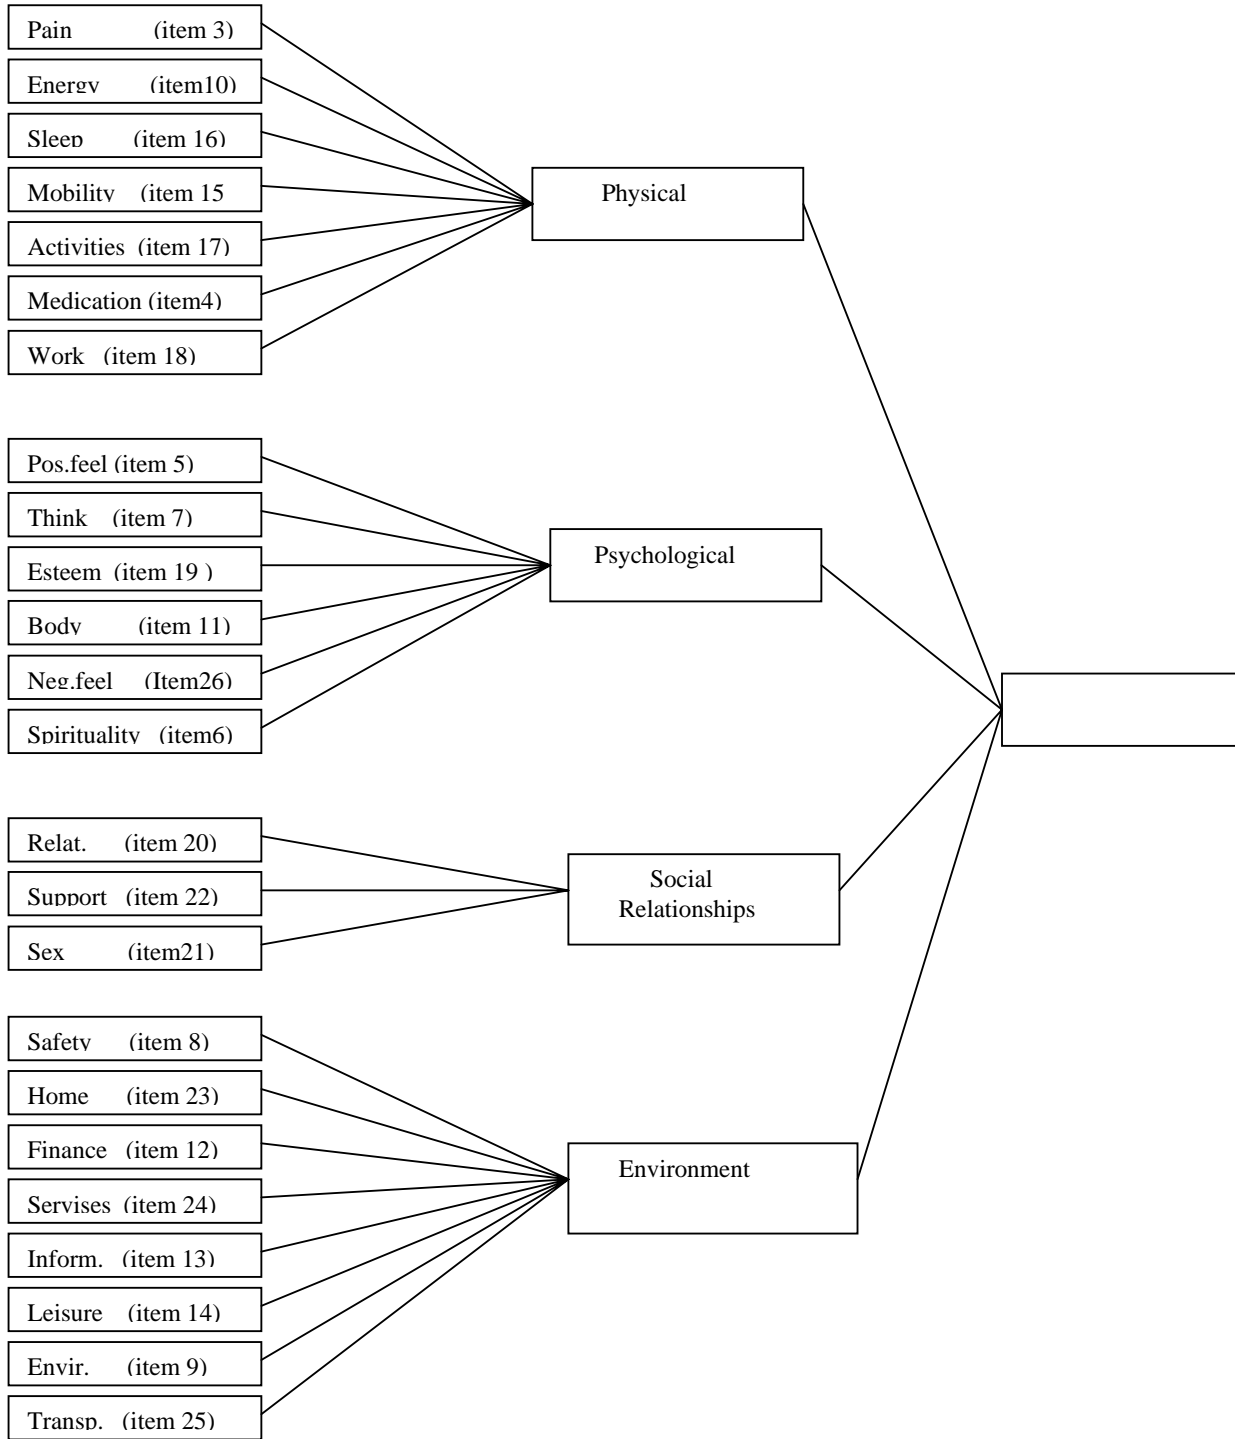 Pain (item 3)
Energy (item10)
Sleep (item 16)
Mobility (item 15
Activities (item 17)
Medication (item4)
Work (item 18)
Physical
Pos.feel (item 5)
Think (item 7)
Esteem (item 19 )
Body (item 11)
Neg.feel (Item26)
Spirituality (item6)
Psychological
Relat. (item 20)
Support (item 22)
Sex (item21)
Social
Relationships
Safety (item 8)
Home (item 23)
Finance (item 12)
Servises (item 24)
Inform. (item 13)
Leisure (item 14)
Envir. (item 9)
Transp. (item 25)
Environment